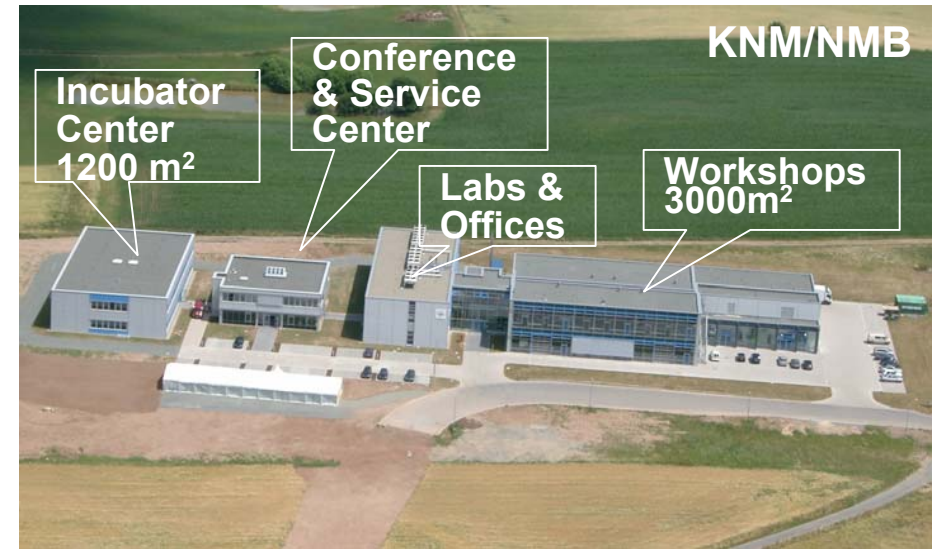 KNM/NMB
Conference
& Service
Center
Incubator
Center
1200 m²
Labs &
Offices
Workshops
3000m²